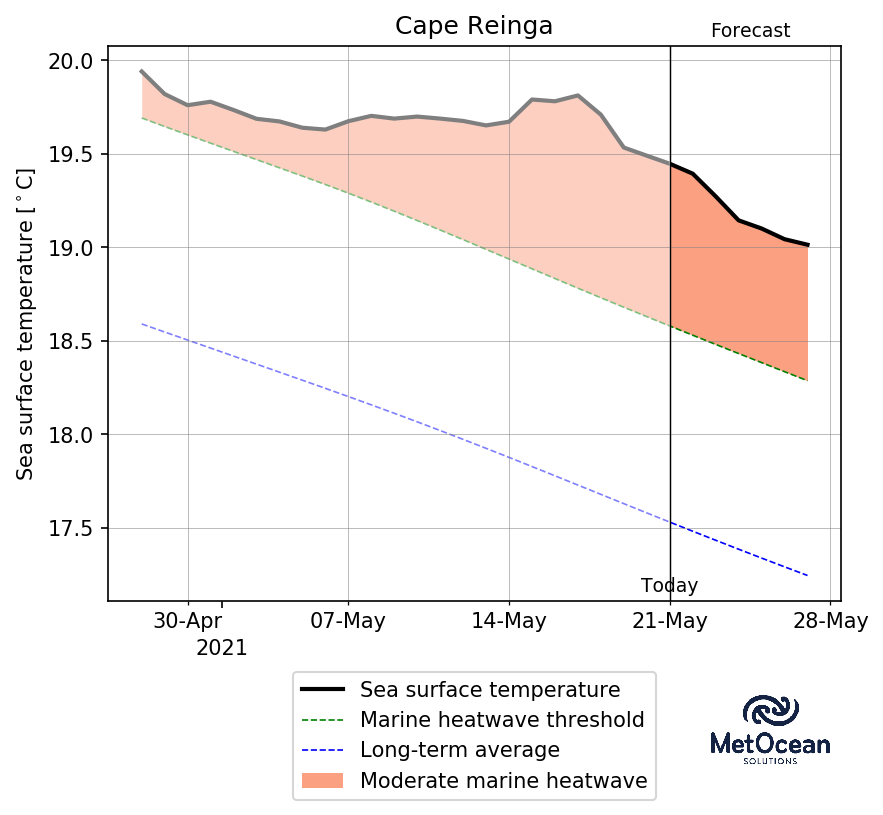 Cape Reinga
Forecast
Sea surface temperature [°C]
20.0
19.5
19.0
18.5
18.0
17.5
Today
30-Apr 07-May 14-May 21-May 28-May
2021
Sea surface temperature
Marine heatwave threshold
Long-term average
Moderate marine heatwave
MetOcean
SOLUTIONS